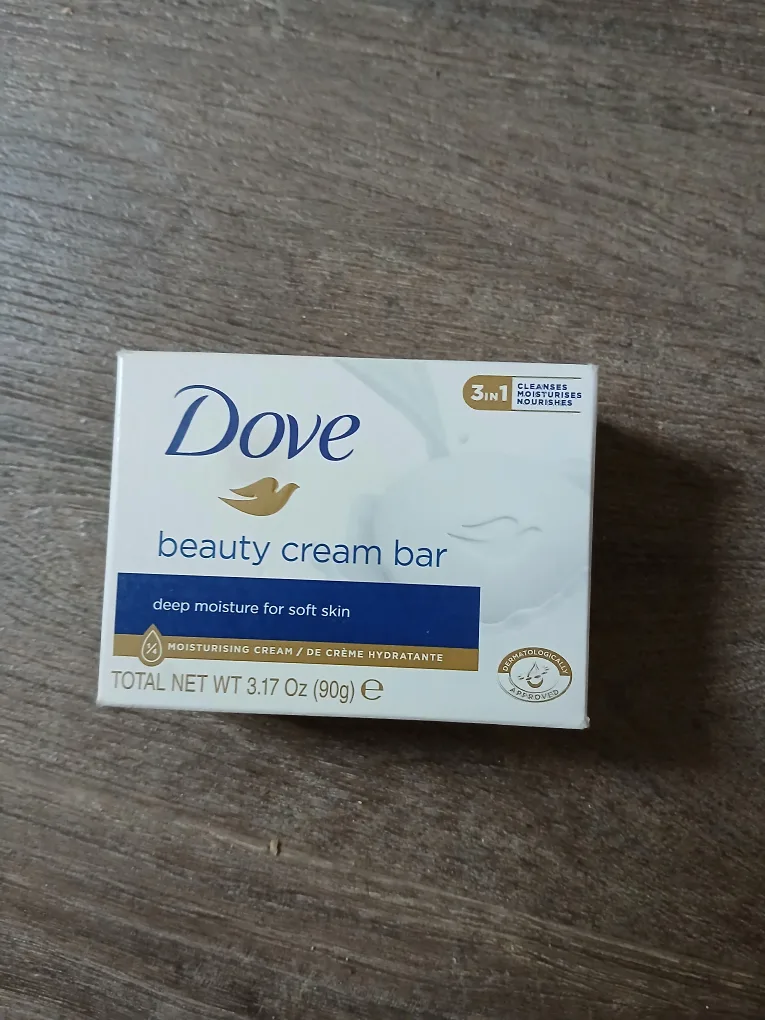 Dove
3IN1
CLEANSES
MOISTURISES
NOURISHES
beauty cream bar
deep moisture for soft skin
1/4 MOISTURISING CREAM / DE CRÈME HYDRATANTE
TOTAL NET WT 3.17 Oz (90g) ℮
DERMATOLOGICALLY
APPROVED